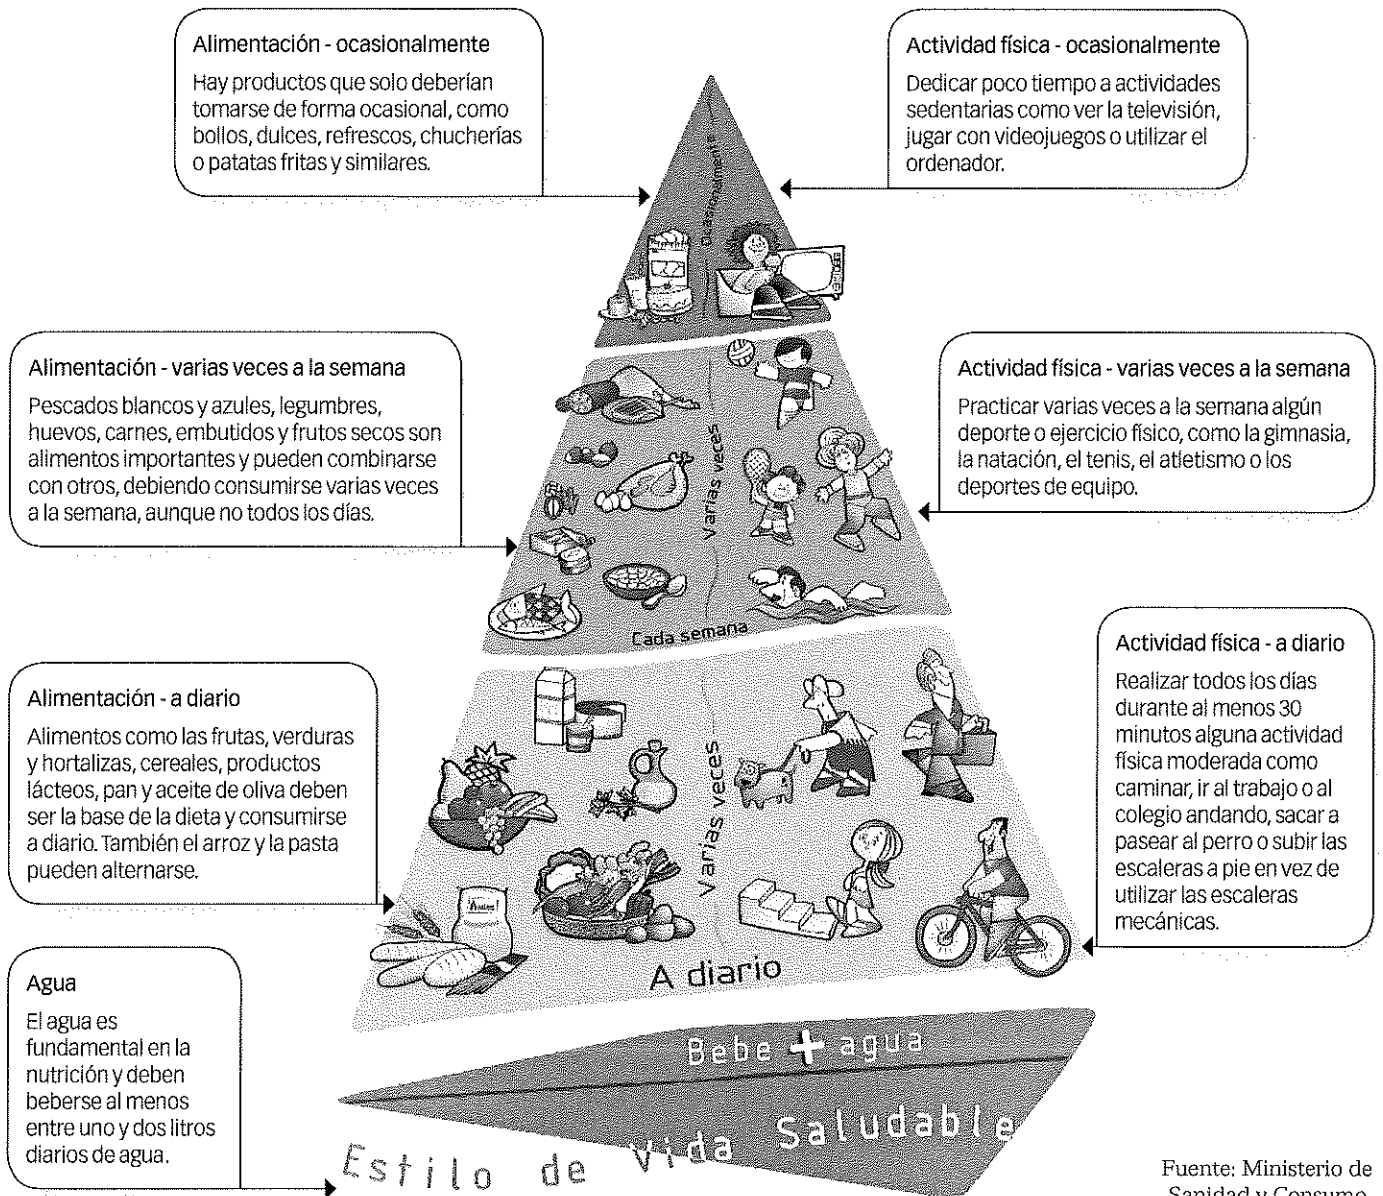 Alimentación - ocasionalmente
Hay productos que solo deberían
tomarse de forma ocasional, como
bollos, dulces, refrescos, chucherías
o patatas fritas y similares.
Actividad física - ocasionalmente
Dedicar poco tiempo a actividades
sedentarias como ver la televisión,
jugar con videojuegos o utilizar el
ordenador.
Ocasionalmente
Alimentación - varias veces a la semana
Pescados blancos y azules, legumbres,
huevos, carnes, embutidos y frutos secos son
alimentos importantes y pueden combinarse
con otros, debiendo consumirse varias veces
a la semana, aunque no todos los días.
Actividad física - varias veces a la semana
Practicar varias veces a la semana algún
deporte o ejercicio físico, como la gimnasia,
la natación, el tenis, el atletismo o los
deportes de equipo.
Varias veces
Cada semana
Alimentación - a diario
Alimentos como las frutas, verduras
y hortalizas, cereales, productos
lácteos, pan y aceite de oliva deben
ser la base de la dieta y consumirse
a diario. También el arroz y la pasta
pueden alternarse.
Actividad física - a diario
Realizar todos los días
durante al menos 30
minutos alguna actividad
física moderada como
caminar, ir al trabajo o al
colegio andando, sacar a
pasear al perro o subir las
escaleras a pie en vez de
utilizar las escaleras
mecánicas.
Varias veces
A diario
Agua
El agua es
fundamental en la
nutrición y deben
beberse al menos
entre uno y dos litros
diarios de agua.
Bebe + agua
Estilo de Vida Saludable
Fuente: Ministerio de
Sanidad y Consumo.